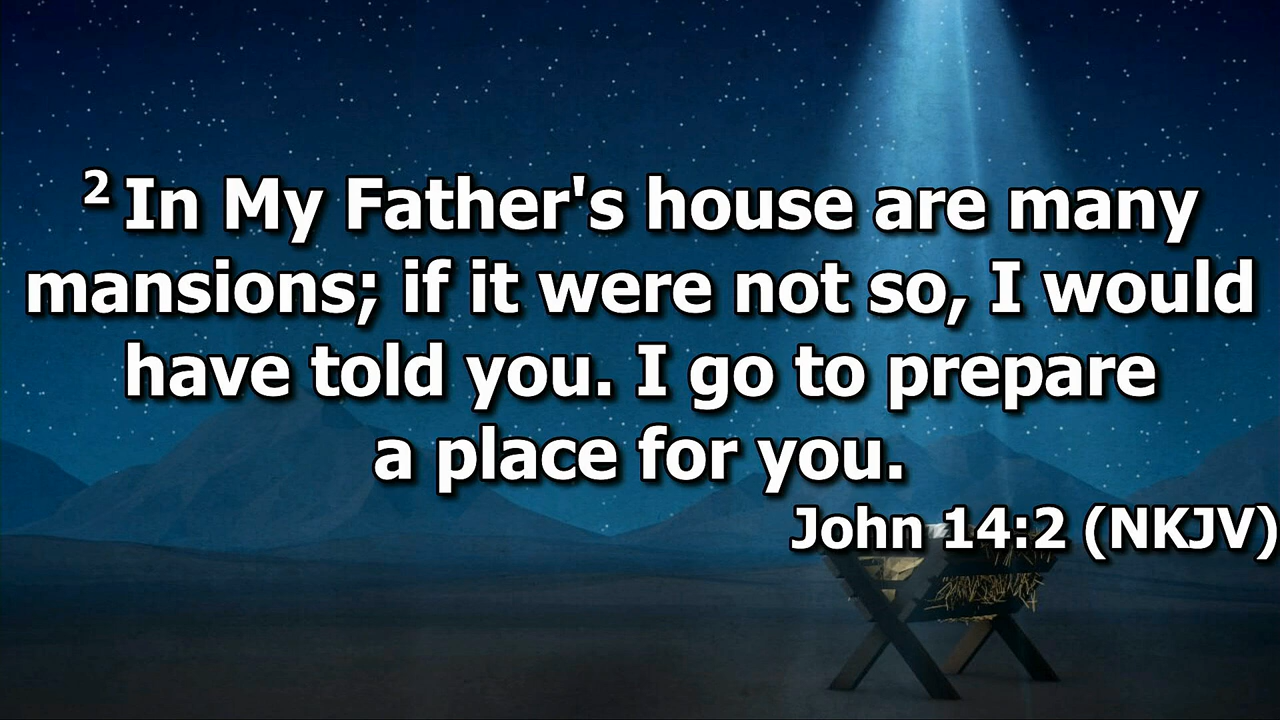 2 In My Father's house are many
mansions; if it were not so, I would
have told you. I go to prepare
a place for you.
John 14:2 (NKJV)